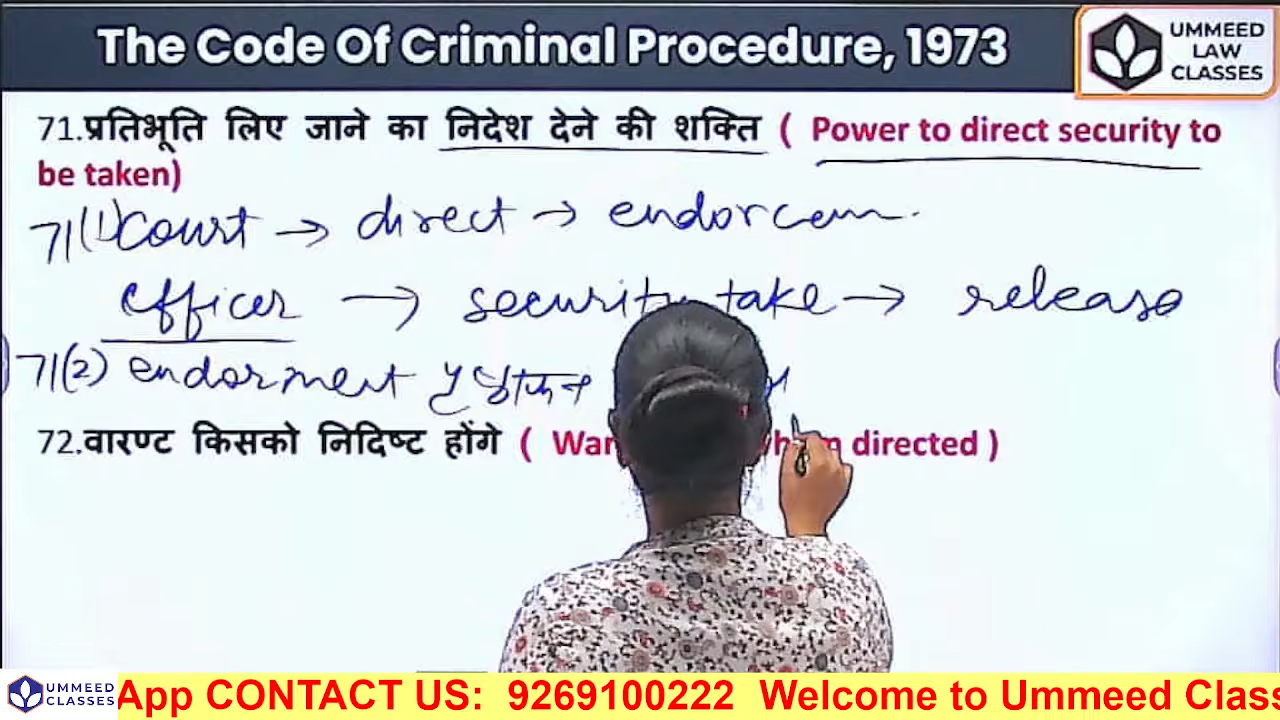 The Code Of Criminal Procedure, 1973
UMMEED
LAW
CLASSES
71.प्रतिभूति लिए जाने का निदेश देने की शक्ति ( Power to direct security to
be taken)
71(1) Court → direct → endorcem
officer → security take → release
71(2) endorment
72.वारण्ट किसको निदिष्ट होंगे ( directed )
UMMEED
CLASSES
App CONTACT US: 9269100222 Welcome to Ummeed Clas